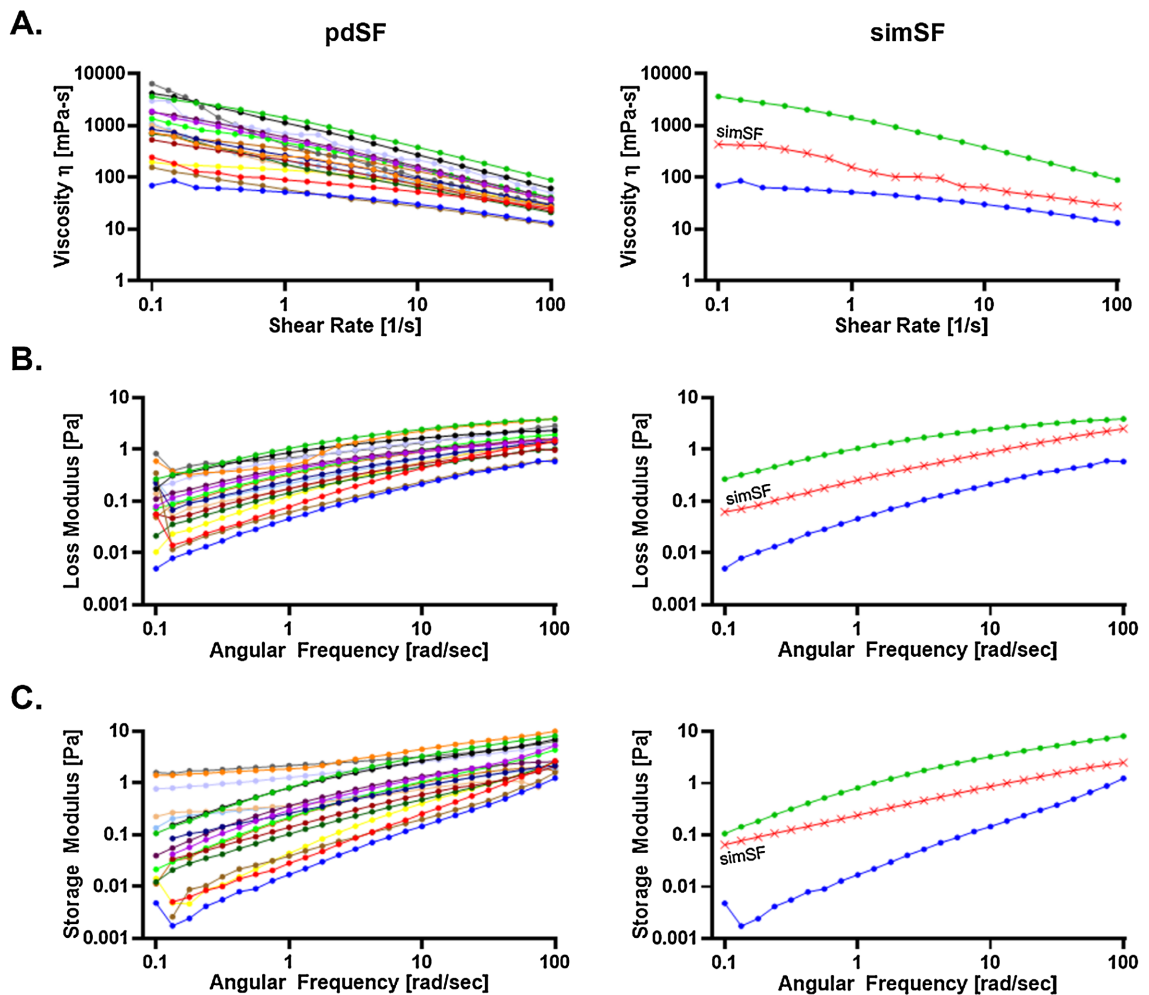 A.
pdSF
simSF
Viscosity η [mPa-s]
10000
1000
100
10
1
0.1
1
10
100
Shear Rate [1/s]
Viscosity η [mPa-s]
10000
1000
100
10
1
simSF
0.1
1
10
100
Shear Rate [1/s]
B.
Loss Modulus [Pa]
10
1
0.1
0.01
0.001
0.1
1
10
100
Angular Frequency [rad/sec]
Loss Modulus [Pa]
10
1
0.1
0.01
0.001
simSF
0.1
1
10
100
Angular Frequency [rad/sec]
C.
Storage Modulus [Pa]
10
1
0.1
0.01
0.001
0.1
1
10
100
Angular Frequency [rad/sec]
Storage Modulus [Pa]
10
1
0.1
0.01
0.001
simSF
0.1
1
10
100
Angular Frequency [rad/sec]